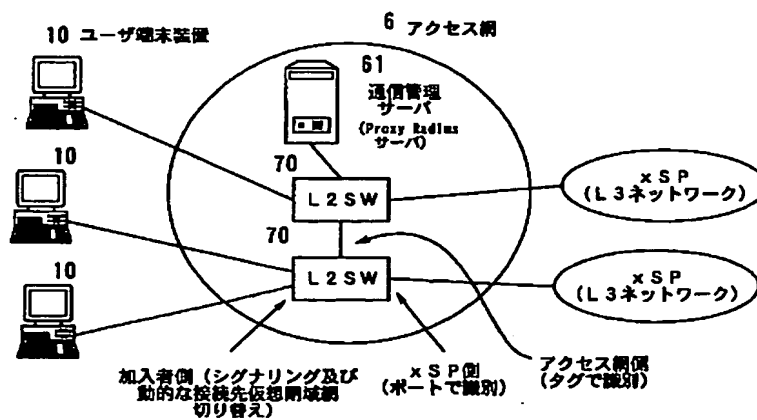 6 アクセス網
10 ユーザ端末装置
61
通信管理
サーバ
(Proxy Radius
サーバ)
10
70
L2SW
xSP
(L3ネットワーク)
70
10
L2SW
xSP
(L3ネットワーク)
加入者側(シグナリング及び
動的な接続先仮想閉域網
切り替え)
xSP側
(ポートで識別)
アクセス網側
(タグで識別)